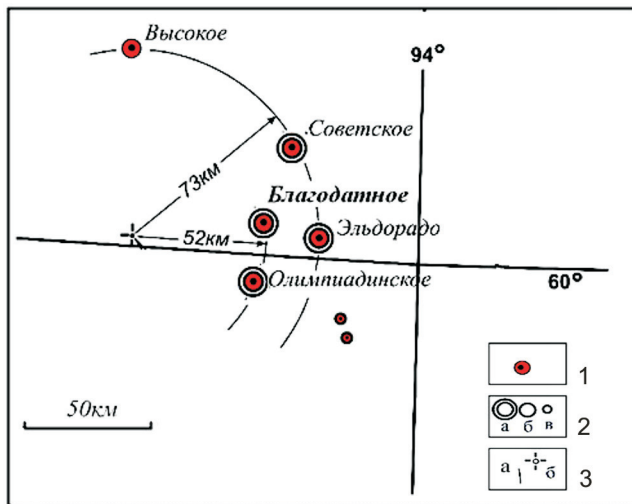 Высокое
94°
Советское
73км
Благодатное
Эльдорадо
52км
Олимпиадинское
60°
50км
1
а б в 2
а б 3